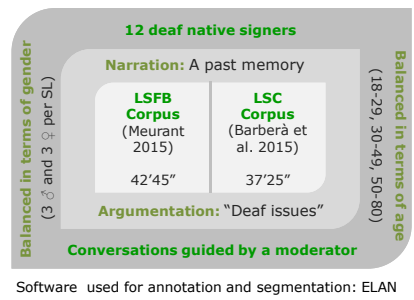 12 deaf native signers
Narration: A past memory
Balanced in terms of gender
(3 ♂ and 3 ♀ per SL)
LSFB
Corpus
(Meurant
2015)
42’45”
LSC
Corpus
(Barberà et
al. 2015)
37’25”
Balanced in terms of age
(18-29, 30-49, 50-80)
Argumentation: “Deaf issues”
Conversations guided by a moderator
Software used for annotation and segmentation: ELAN